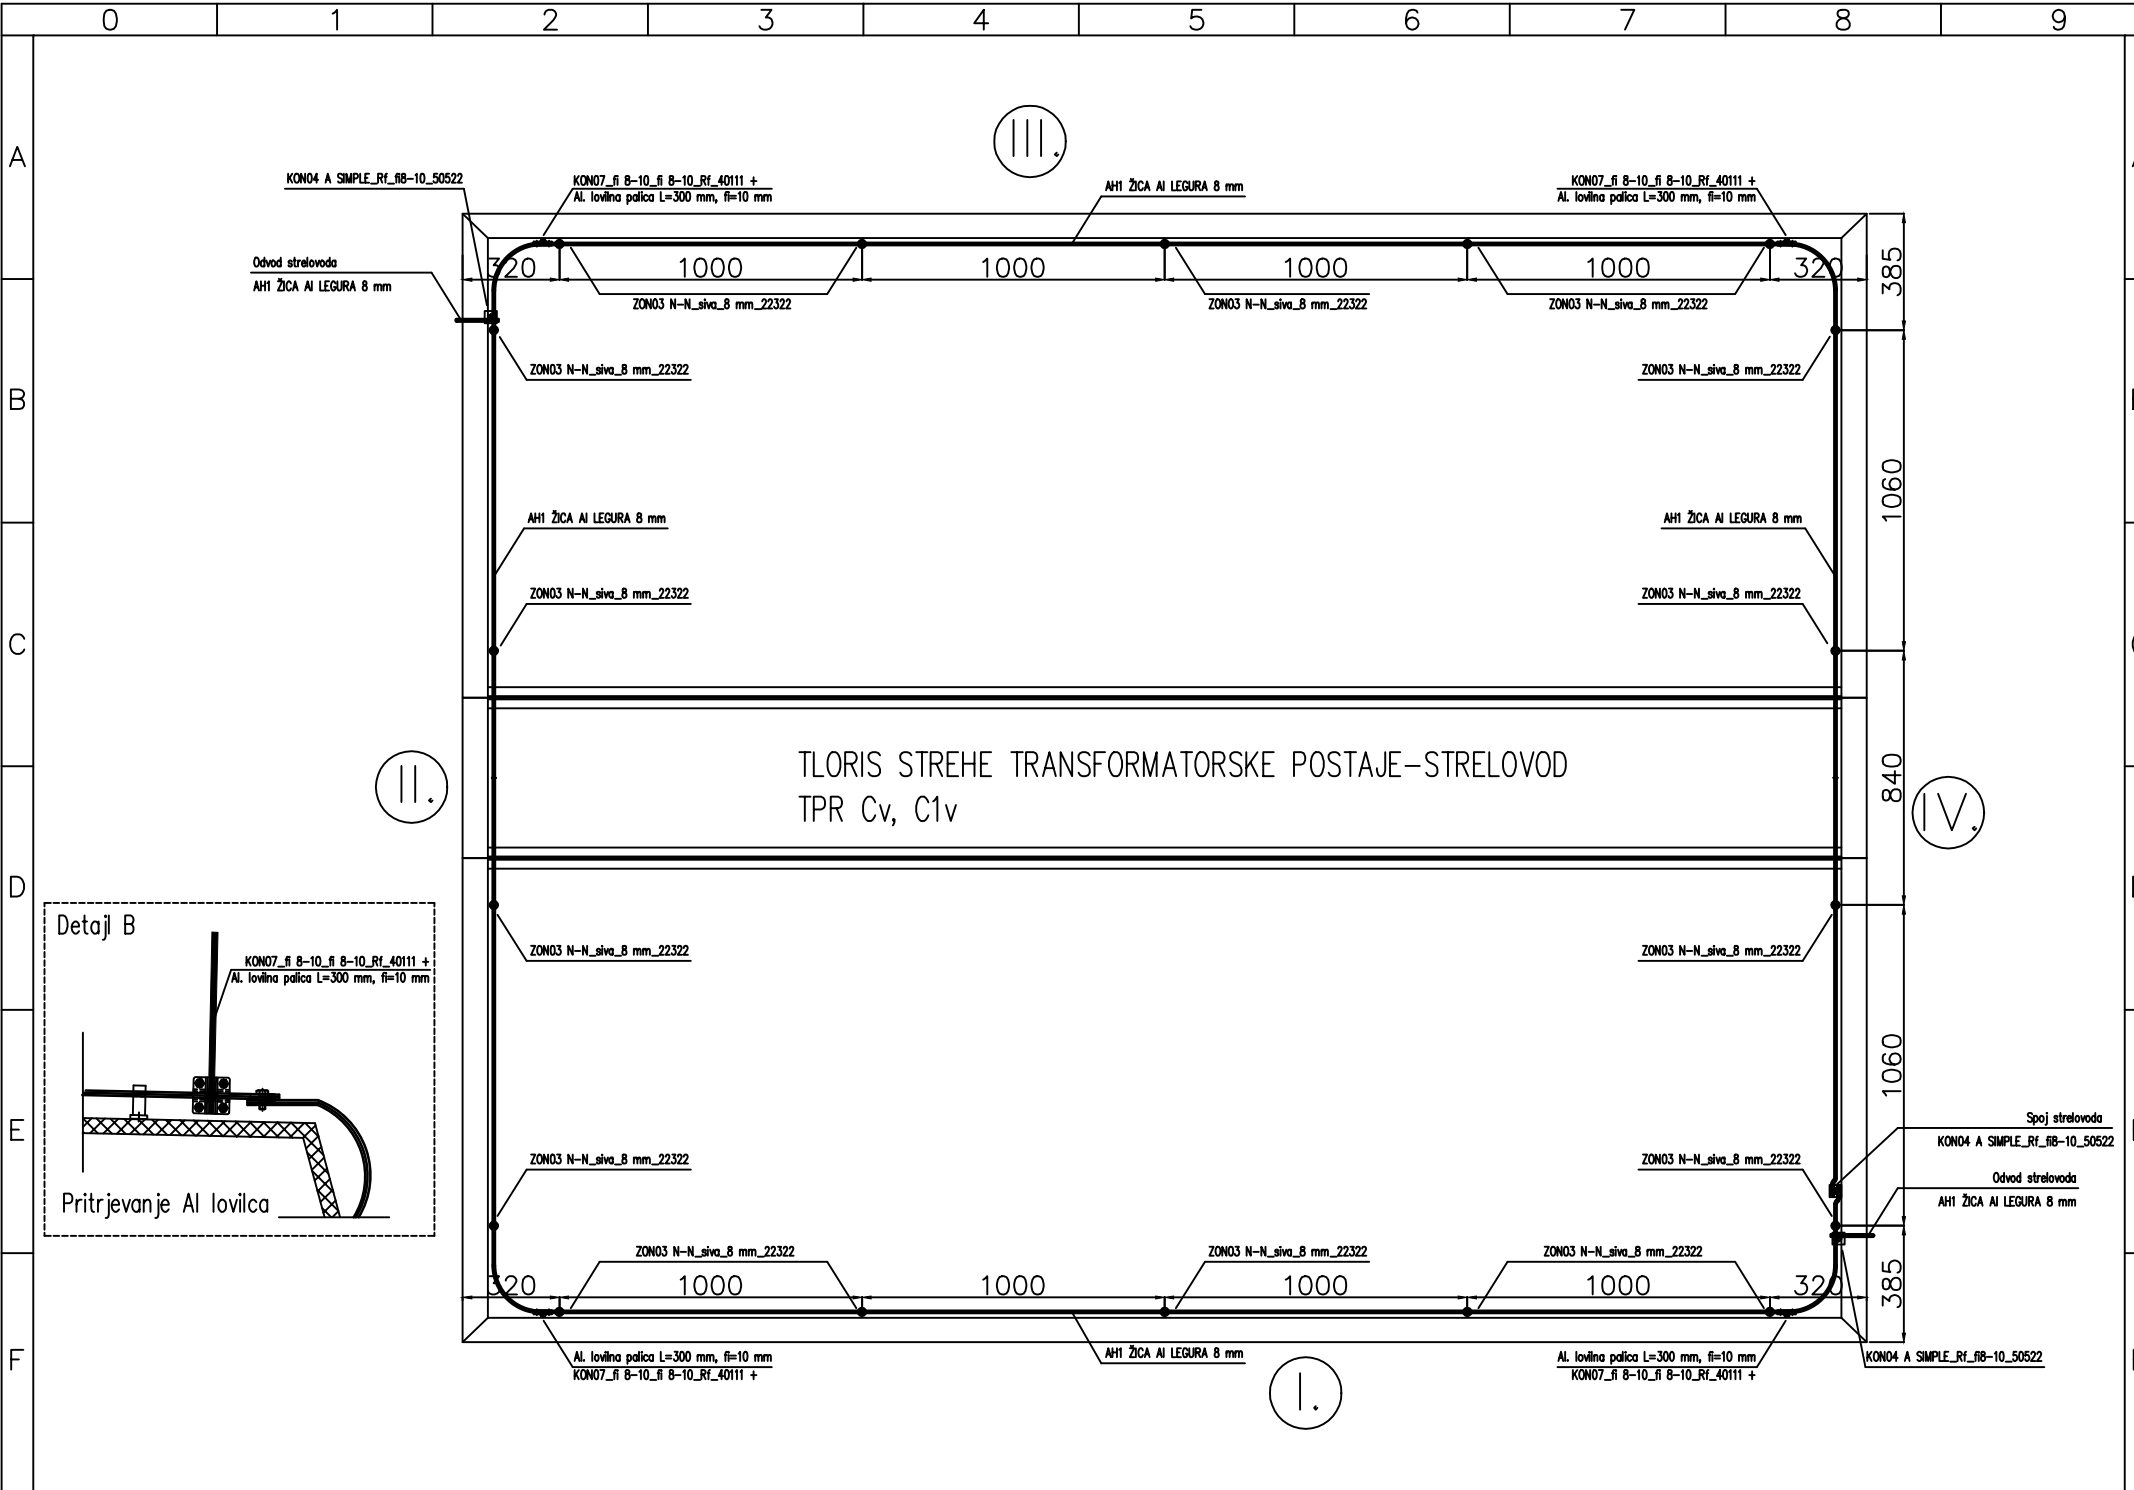 0 1 2 3 4 5 6 7 8 9
A
III.
KON04 A SIMPLE_Rf_fi8-10_50522
KON07_fi 8-10_fi 8-10_Rf_40111 +
Al. lovilna palica L=300 mm, fi=10 mm
AH1 ŽICA Al LEGURA 8 mm
KON07_fi 8-10_fi 8-10_Rf_40111 +
Al. lovilna palica L=300 mm, fi=10 mm
Odvod strelovoda
AH1 ŽICA Al LEGURA 8 mm
320 1000 1000 1000 1000 320
385
ZON03 N-N_siva_8 mm_22322
ZON03 N-N_siva_8 mm_22322
ZON03 N-N_siva_8 mm_22322
ZON03 N-N_siva_8 mm_22322
ZON03 N-N_siva_8 mm_22322
B
1060
AH1 ŽICA Al LEGURA 8 mm
AH1 ŽICA Al LEGURA 8 mm
ZON03 N-N_siva_8 mm_22322
ZON03 N-N_siva_8 mm_22322
C
TLORIS STREHE TRANSFORMATORSKE POSTAJE-STRELOVOD
TPR Cv, C1v
II.
840
IV.
D
Detajl B
KON07_fi 8-10_fi 8-10_Rf_40111 +
Al. lovilna palica L=300 mm, fi=10 mm
Pritrjevanje Al lovilca
ZON03 N-N_siva_8 mm_22322
ZON03 N-N_siva_8 mm_22322
1060
E
Spoj strelovoda
KON04 A SIMPLE_Rf_fi8-10_50522
ZON03 N-N_siva_8 mm_22322
ZON03 N-N_siva_8 mm_22322
Odvod strelovoda
AH1 ŽICA Al LEGURA 8 mm
ZON03 N-N_siva_8 mm_22322
ZON03 N-N_siva_8 mm_22322
ZON03 N-N_siva_8 mm_22322
320 1000 1000 1000 1000 320
385
F
Al. lovilna palica L=300 mm, fi=10 mm
KON07_fi 8-10_fi 8-10_Rf_40111 +
AH1 ŽICA Al LEGURA 8 mm
Al. lovilna palica L=300 mm, fi=10 mm
KON07_fi 8-10_fi 8-10_Rf_40111 +
KON04 A SIMPLE_Rf_fi8-10_50522
I.